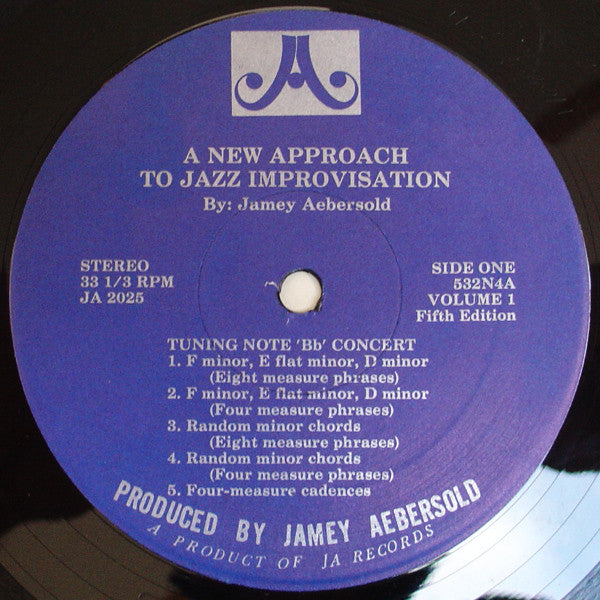 A NEW APPROACH
TO JAZZ IMPROVISATION
By: Jamey Aebersold
STEREO
33 1/3 RPM
JA 2025
SIDE ONE
532N4A
VOLUME 1
Fifth Edition
TUNING NOTE 'Bb' CONCERT
1. F minor, E flat minor, D minor
(Eight measure phrases)
2. F minor, E flat minor, D minor
(Four measure phrases)
3. Random minor chords
(Eight measure phrases)
4. Random minor chords
(Four measure phrases)
5. Four-measure cadences
PRODUCED BY JAMEY AEBERSOLD
A PRODUCT OF JA RECORDS